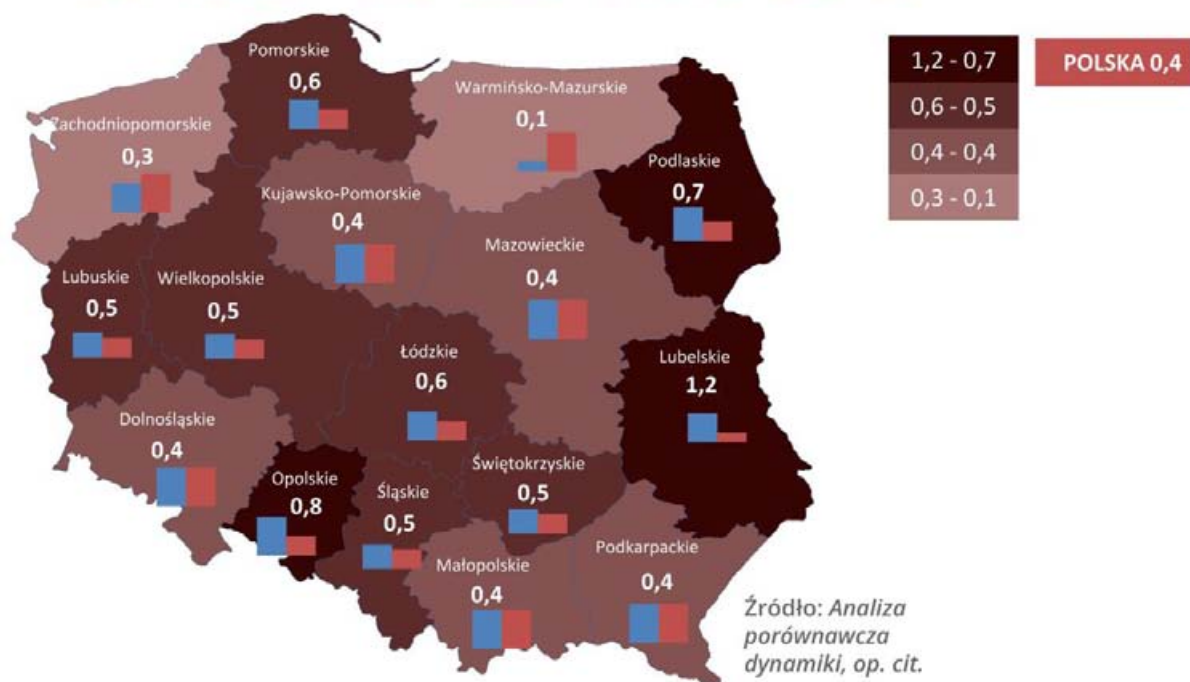 Pomorskie
0,6
Warmińsko-Mazurskie
0,1
Zachodniopomorskie
0,3
Podlaskie
0,7
Kujawsko-Pomorskie
0,4
Mazowieckie
0,4
Lubuskie
0,5
Wielkopolskie
0,5
Łódzkie
0,6
Lubelskie
1,2
Dolnośląskie
0,4
Opolskie
0,8
Śląskie
0,5
Świętokrzyskie
0,5
Małopolskie
0,4
Podkarpackie
0,4
1,2 - 0,7
0,6 - 0,5
0,4 - 0,4
0,3 - 0,1
POLSKA 0,4
Źródło: Analiza
porównawcza
dynamiki, op. cit.